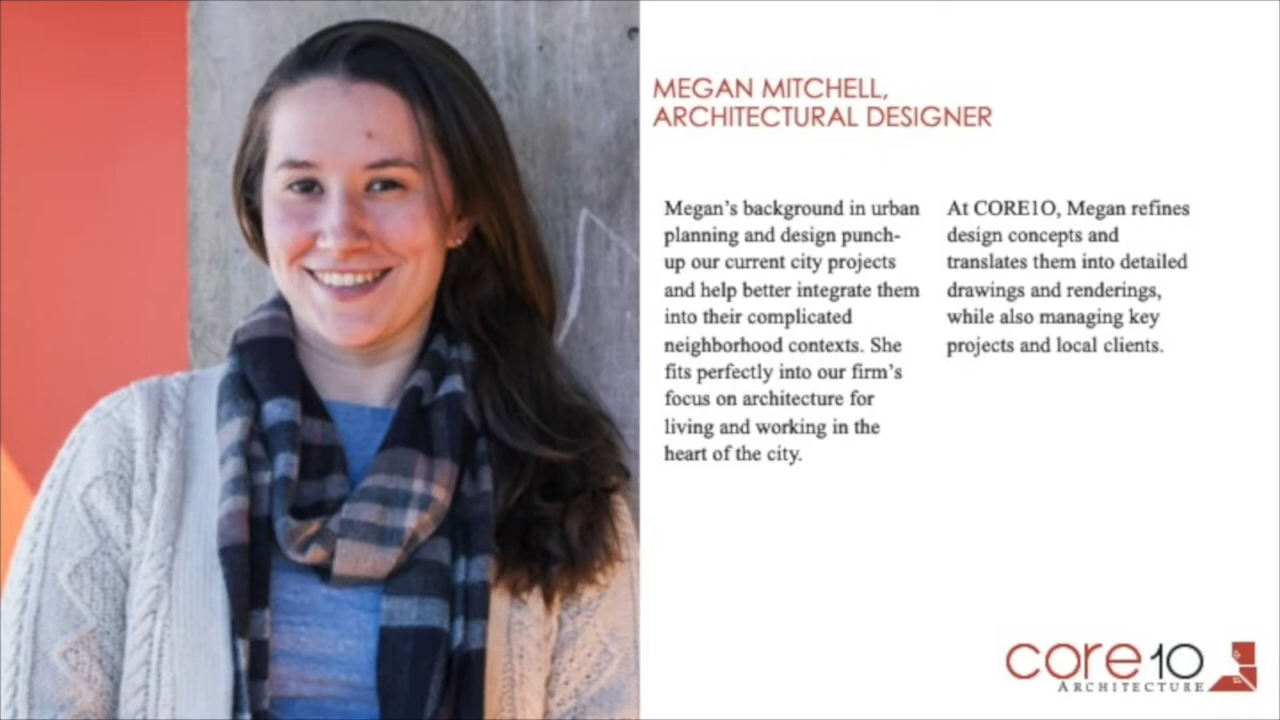 MEGAN MITCHELL,
ARCHITECTURAL DESIGNER
Megan’s background in urban
planning and design punch-
up our current city projects
and help better integrate them
into their complicated
neighborhood contexts. She
fits perfectly into our firm’s
focus on architecture for
living and working in the
heart of the city.
At CORE10, Megan refines
design concepts and
translates them into detailed
drawings and renderings,
while also managing key
projects and local clients.
core10
ARCHITECTURE